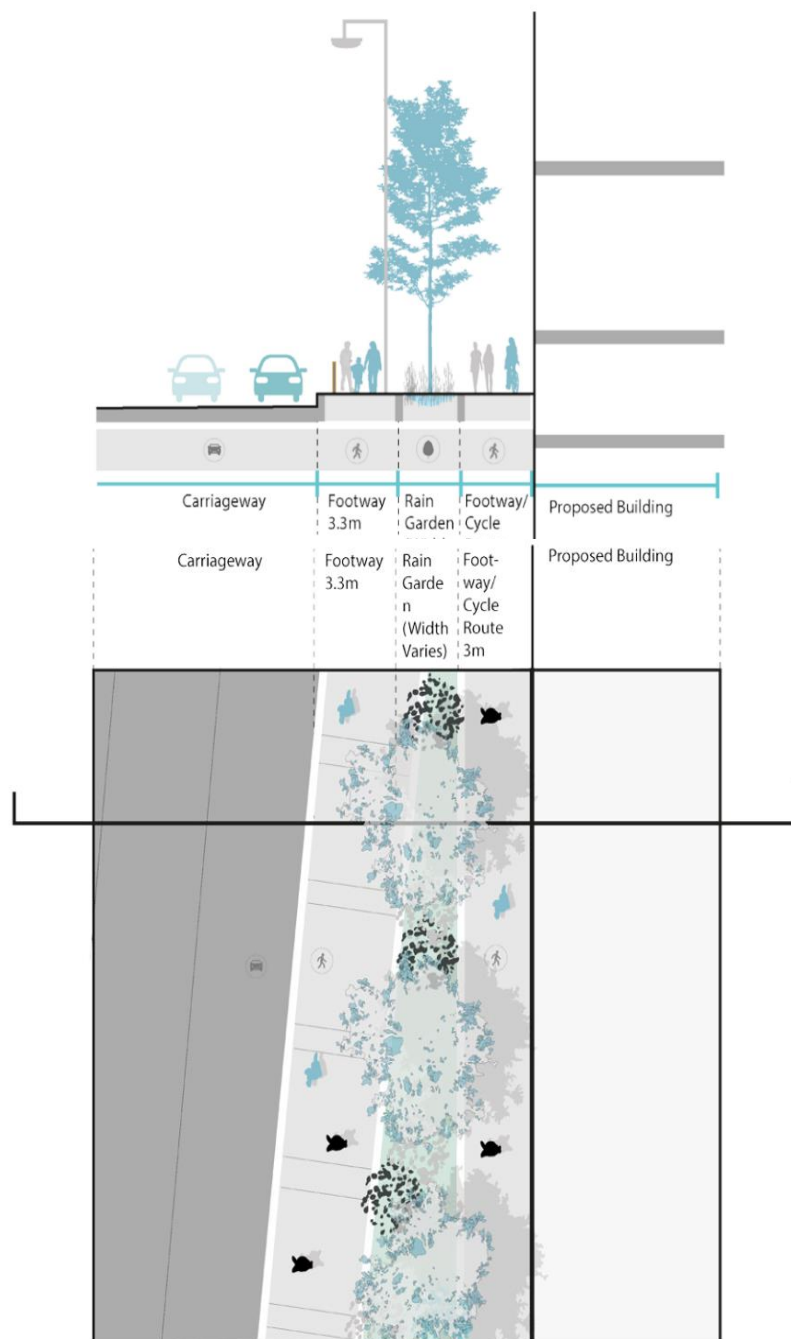 Carriageway
Footway
3.3m
Rain
Garden
Footway/
Cycle
Proposed Building
Carriageway
Footway
3.3m
Rain
Garde
n
(Width
Varies)
Foot-
way/
Cycle
Route
3m
Proposed Building